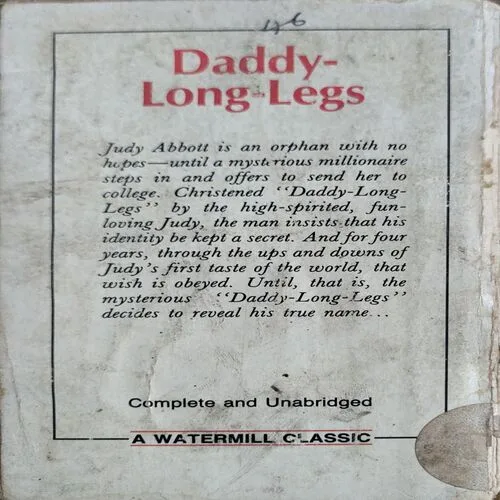 46
Daddy-
Long-Legs
Judy Abbott is an orphan with no
hopes—until a mysterious millionaire
steps in and offers to send her to
college. Christened "Daddy-Long-
Legs" by the high-spirited, fun-
loving Judy, the man insists that his
identity be kept a secret. And for four
years, through the ups and downs of
Judy's first taste of the world, that
wish is obeyed. Until, that is, the
mysterious "Daddy-Long-Legs"
decides to reveal his true name...
Complete and Unabridged
A WATERMILL CLASSIC